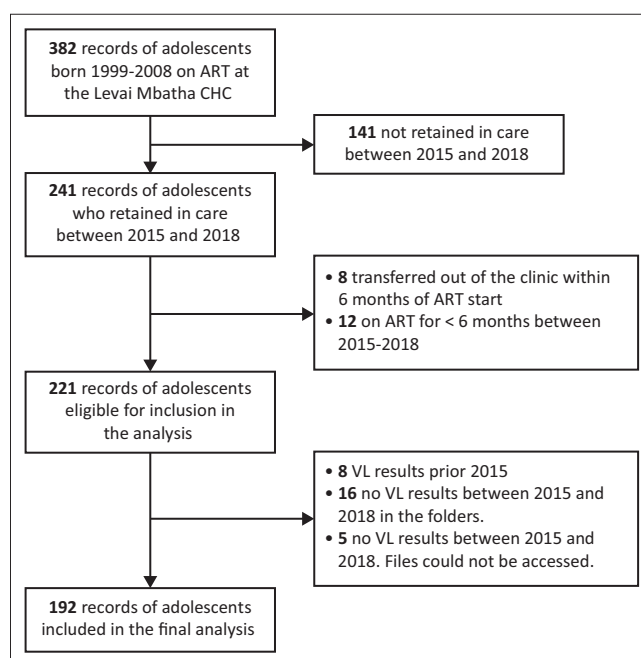 382 records of adolescents
born 1999-2008 on ART at
the Levai Mbatha CHC
141 not retained in care
between 2015 and 2018
241 records of adolescents
who retained in care
between 2015 and 2018
• 8 transferred out of the clinic within
6 months of ART start
• 12 on ART for < 6 months between
2015-2018
221 records of adolescents
eligible for inclusion in
the analysis
• 8 VL results prior 2015
• 16 no VL results between 2015 and
2018 in the folders.
• 5 no VL results between 2015 and
2018. Files could not be accessed.
192 records of adolescents
included in the final analysis